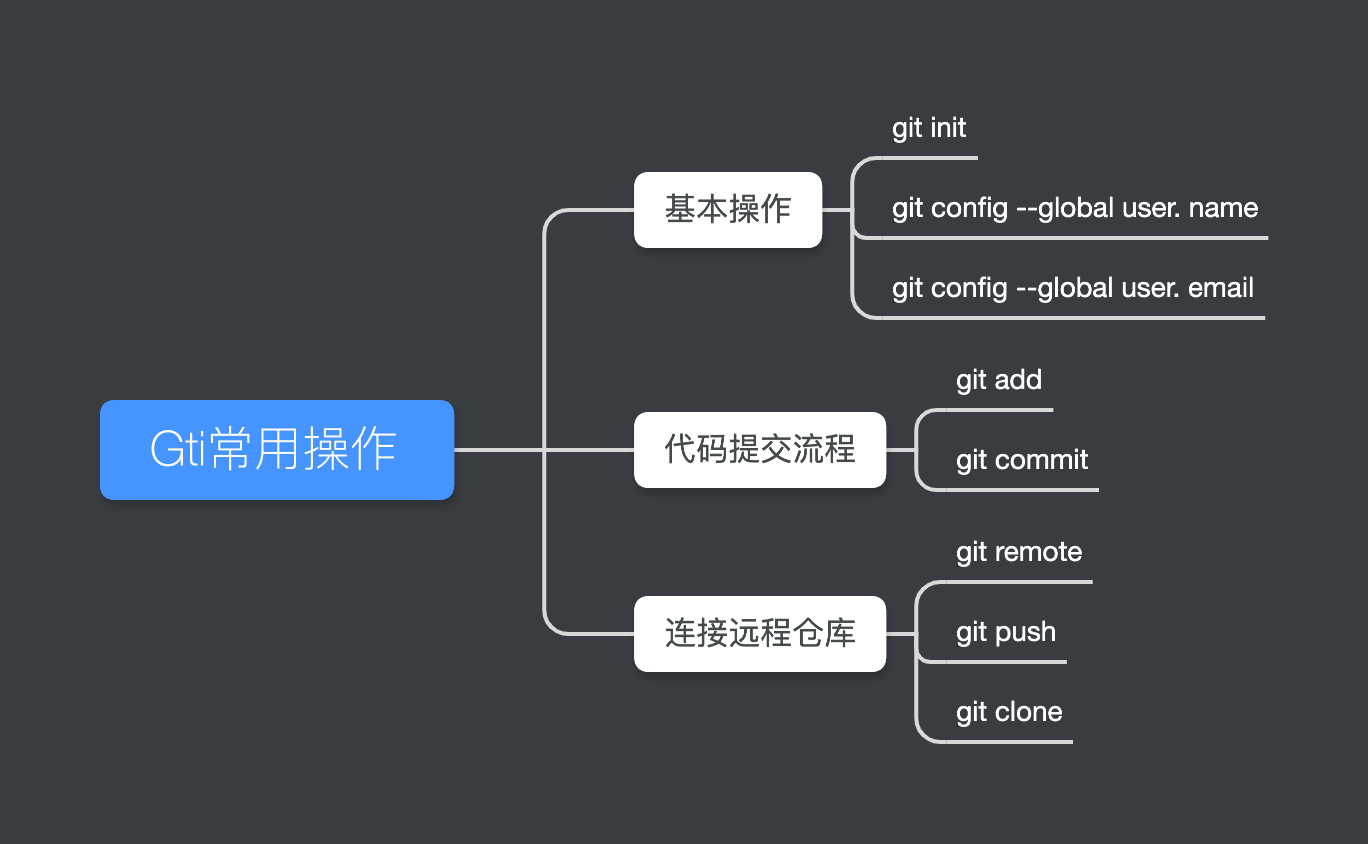 Gti常用操作
基本操作
git init
git config --global user. name
git config --global user. email
代码提交流程
git add
git commit
连接远程仓库
git remote
git push
git clone